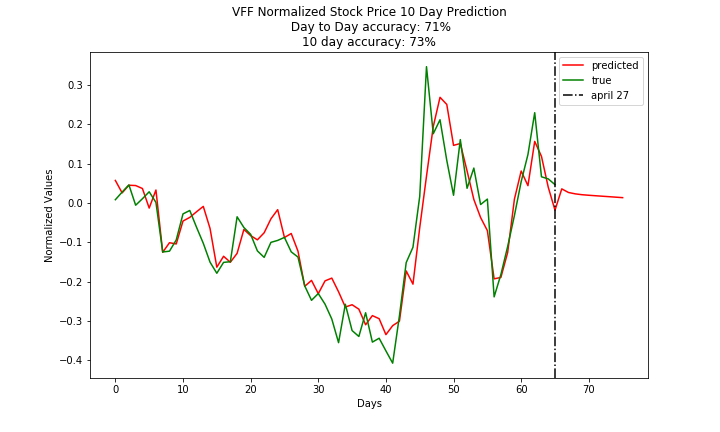 VFF Normalized Stock Price 10 Day Prediction
Day to Day accuracy: 71%
10 day accuracy: 73%
predicted
true
april 27
Normalized Values
0.3
0.2
0.1
0.0
−0.1
−0.2
−0.3
−0.4
0 10 20 30 40 50 60 70
Days